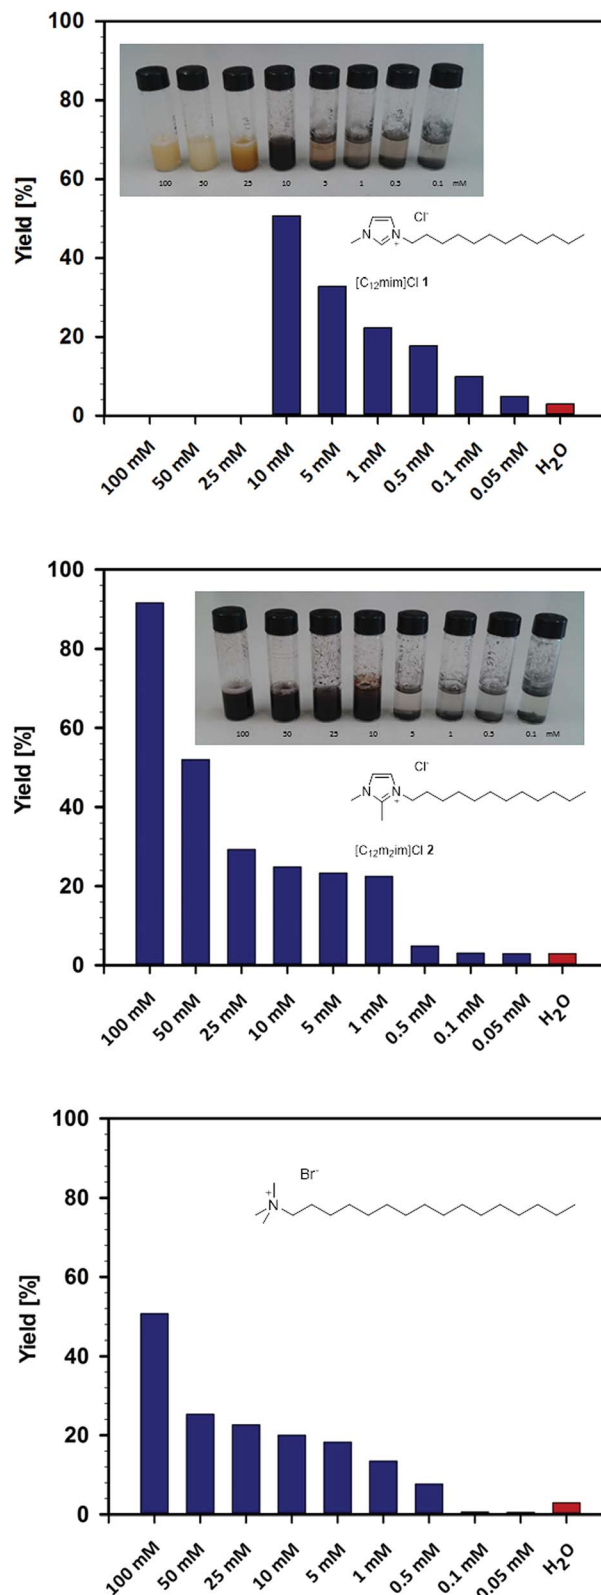 100
80
60
40
20
0
Yield [%]
100
50
25
10
5
1
0.5
0.1
mM
Cl⁻
N
N
+
[C₁₂mim]Cl 1
100 mM
50 mM
25 mM
10 mM
5 mM
1 mM
0.5 mM
0.1 mM
0.05 mM
H₂O
100
80
60
40
20
0
Yield [%]
100
50
25
10
5
1
0.5
0.1
mM
Cl⁻
N
N
+
[C₁₂m₂im]Cl 2
100 mM
50 mM
25 mM
10 mM
5 mM
1 mM
0.5 mM
0.1 mM
0.05 mM
H₂O
100
80
60
40
20
0
Yield [%]
Br⁻
+
N
100 mM
50 mM
25 mM
10 mM
5 mM
1 mM
0.5 mM
0.1 mM
0.05 mM
H₂O